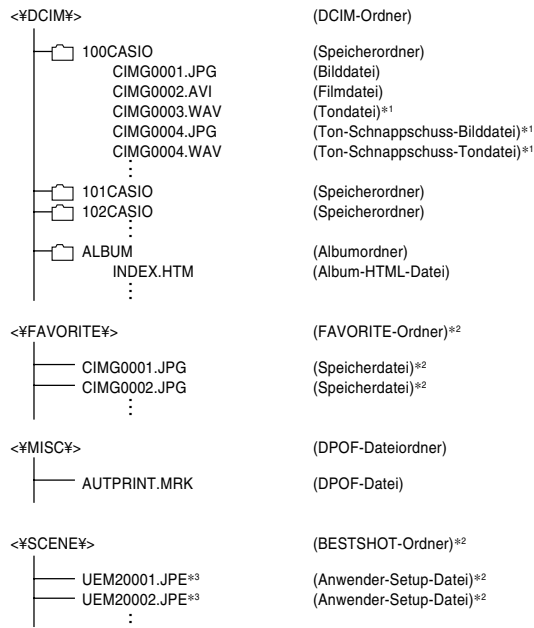 <¥DCIM¥> (DCIM-Ordner)
100CASIO (Speicherordner)
CIMG0001.JPG (Bilddatei)
CIMG0002.AVI (Filmdatei)
CIMG0003.WAV (Tondatei)*1
CIMG0004.JPG (Ton-Schnappschuss-Bilddatei)*1
CIMG0004.WAV (Ton-Schnappschuss-Tondatei)*1
101CASIO (Speicherordner)
102CASIO (Speicherordner)
ALBUM (Albumordner)
INDEX.HTM (Album-HTML-Datei)
<¥FAVORITE¥> (FAVORITE-Ordner)*2
CIMG0001.JPG (Speicherdatei)*2
CIMG0002.JPG (Speicherdatei)*2
<¥MISC¥> (DPOF-Dateiordner)
AUTPRINT.MRK (DPOF-Datei)
<¥SCENE¥> (BESTSHOT-Ordner)*2
UEM20001.JPE*3 (Anwender-Setup-Datei)*2
UEM20002.JPE*3 (Anwender-Setup-Datei)*2